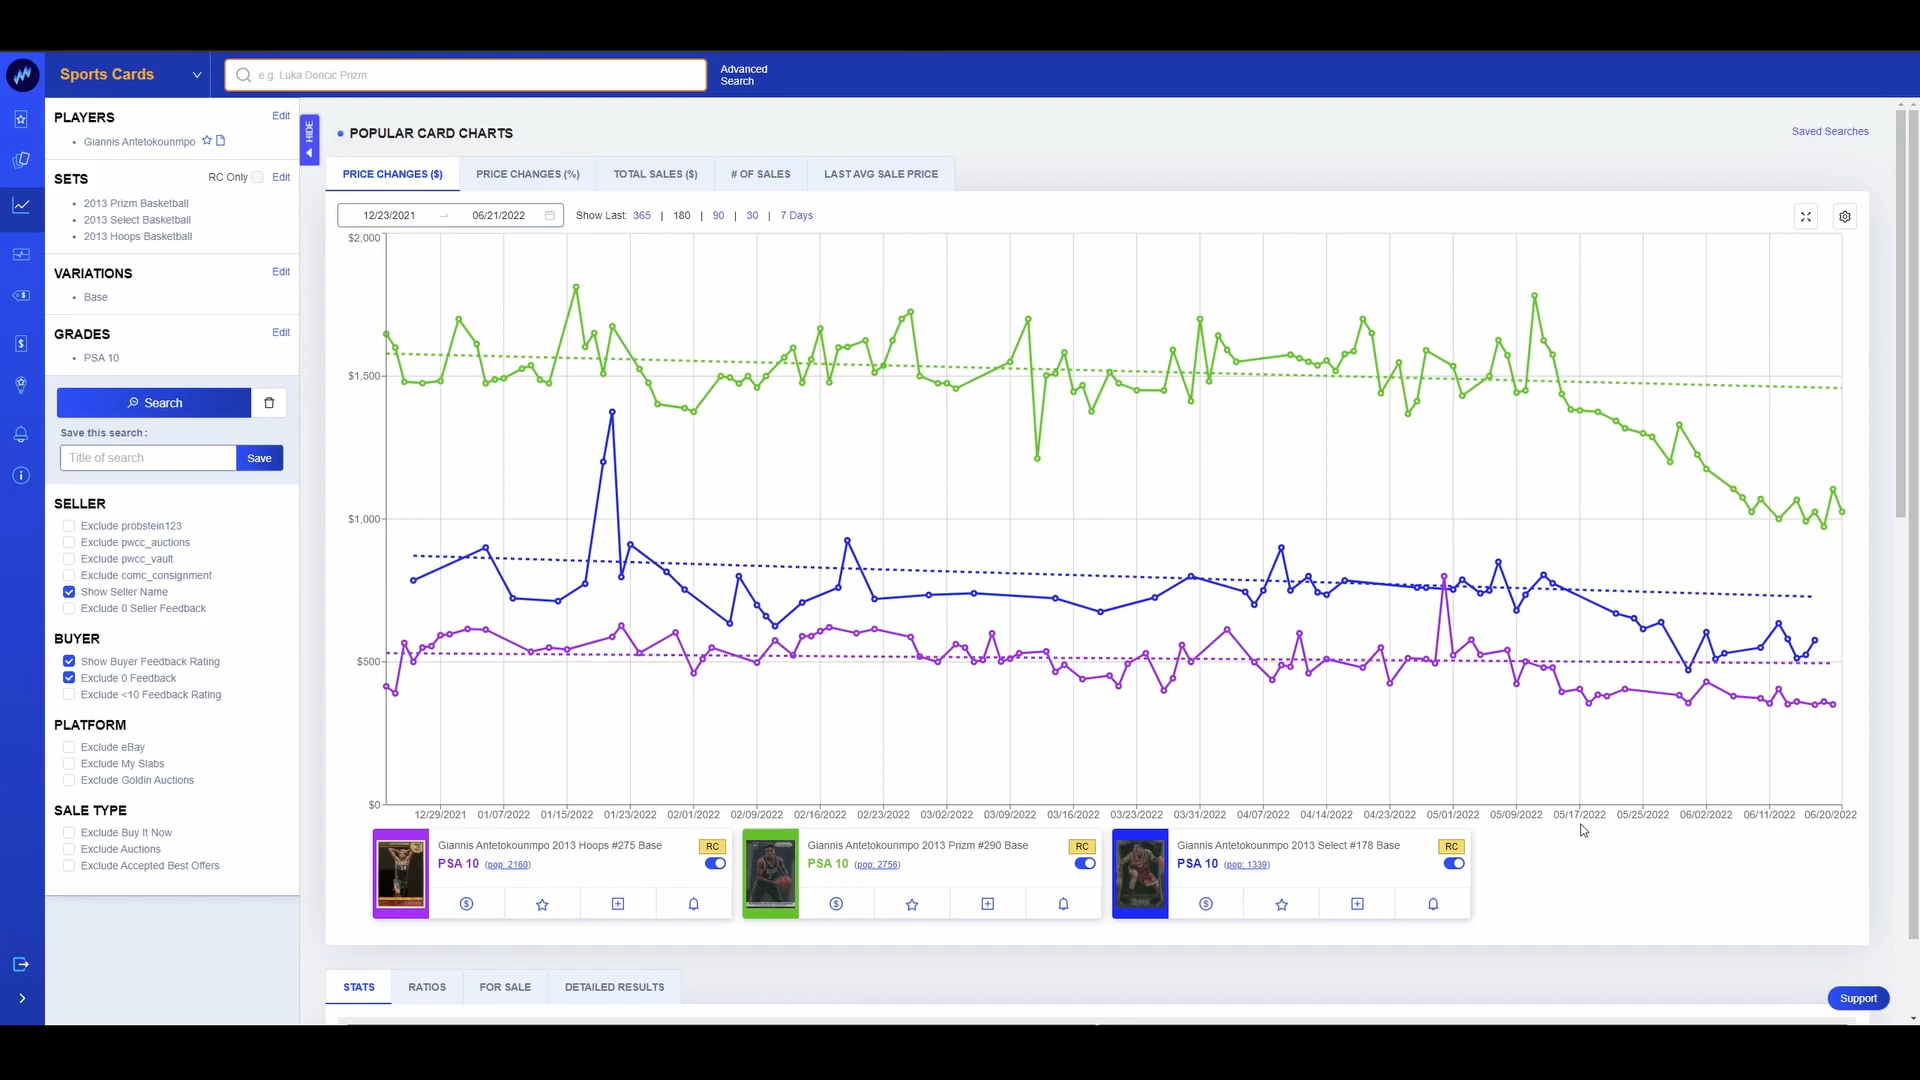 Sports Cards
e.g. Luka Doncic Prizm
Advanced
Search
PLAYERS
Edit
Giannis Antetokounmpo
SETS
RC Only
Edit
2013 Prizm Basketball
2013 Select Basketball
2013 Hoops Basketball
VARIATIONS
Edit
Base
GRADES
Edit
PSA 10
Search
Save this search :
Title of search
Save
SELLER
Exclude probstein123
Exclude pwcc_auctions
Exclude pwcc_vault
Exclude comc_consignment
Show Seller Name
Exclude 0 Seller Feedback
BUYER
Show Buyer Feedback Rating
Exclude 0 Feedback
Exclude <10 Feedback Rating
PLATFORM
Exclude eBay
Exclude My Slabs
Exclude Goldin Auctions
SALE TYPE
Exclude Buy It Now
Exclude Auctions
Exclude Accepted Best Offers
HIDE
POPULAR CARD CHARTS
Saved Searches
PRICE CHANGES ($)
PRICE CHANGES (%)
TOTAL SALES ($)
# OF SALES
LAST AVG SALE PRICE
12/23/2021
06/21/2022
Show Last: 365 | 180 | 90 | 30 | 7 Days
$2,000
$1,500
$1,000
$500
$0
12/29/2021 01/07/2022 01/15/2022 01/23/2022 02/01/2022 02/09/2022 02/16/2022 02/23/2022 03/02/2022 03/09/2022 03/16/2022 03/23/2022 03/31/2022 04/07/2022 04/14/2022 04/23/2022 05/01/2022 05/09/2022 05/17/2022 05/25/2022 06/02/2022 06/11/2022 06/20/2022
Giannis Antetokounmpo 2013 Hoops #275 Base
RC
PSA 10 (pop: 2160)
Giannis Antetokounmpo 2013 Prizm #290 Base
RC
PSA 10 (pop: 2756)
Giannis Antetokounmpo 2013 Select #178 Base
RC
PSA 10 (pop: 1339)
STATS
RATIOS
FOR SALE
DETAILED RESULTS
Support